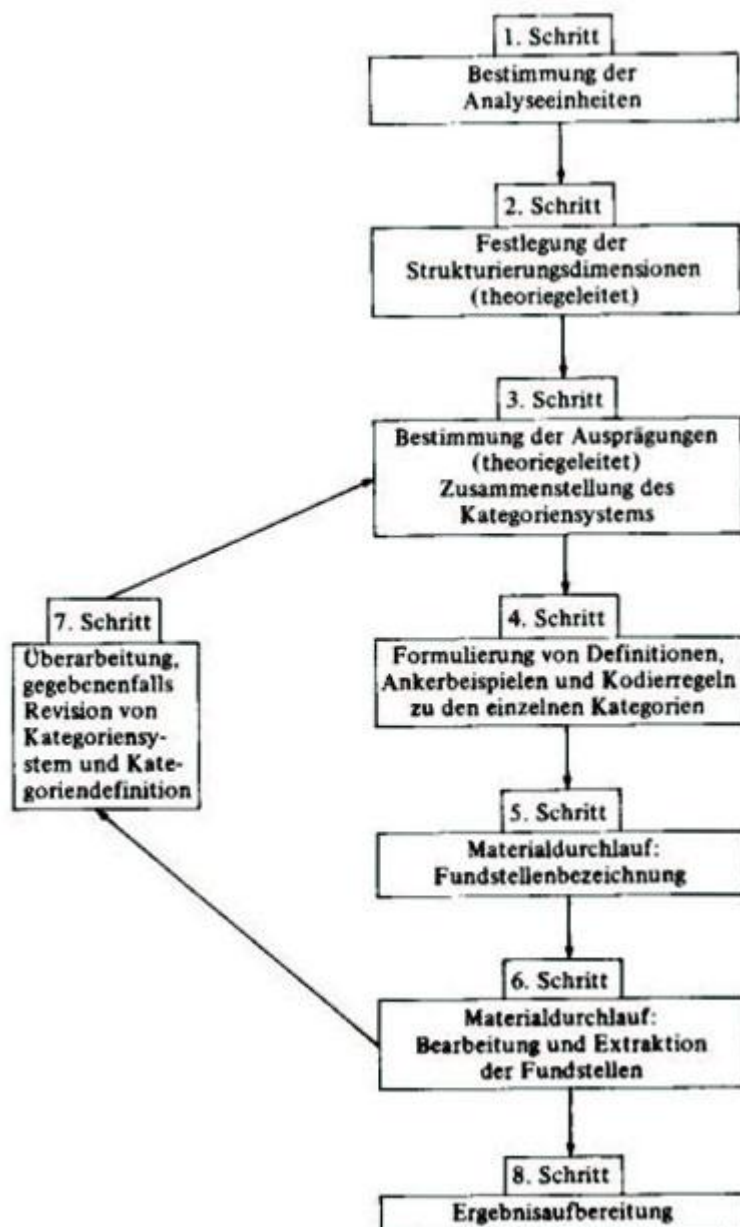 1. Schritt
Bestimmung der
Analyseeinheiten
2. Schritt
Festlegung der
Strukturierungsdimensionen
(theoriegeleitet)
3. Schritt
Bestimmung der Ausprägungen
(theoriegeleitet)
Zusammenstellung des
Kategoriensystems
4. Schritt
Formulierung von Definitionen,
Ankerbeispielen und Kodierregeln
zu den einzelnen Kategorien
5. Schritt
Materialdurchlauf:
Fundstellenbezeichnung
6. Schritt
Materialdurchlauf:
Bearbeitung und Extraktion
der Fundstellen
7. Schritt
Überarbeitung,
gegebenenfalls
Revision von
Kategoriensy-
stem und Kate-
goriendefinition
8. Schritt
Ergebnisaufbereitung